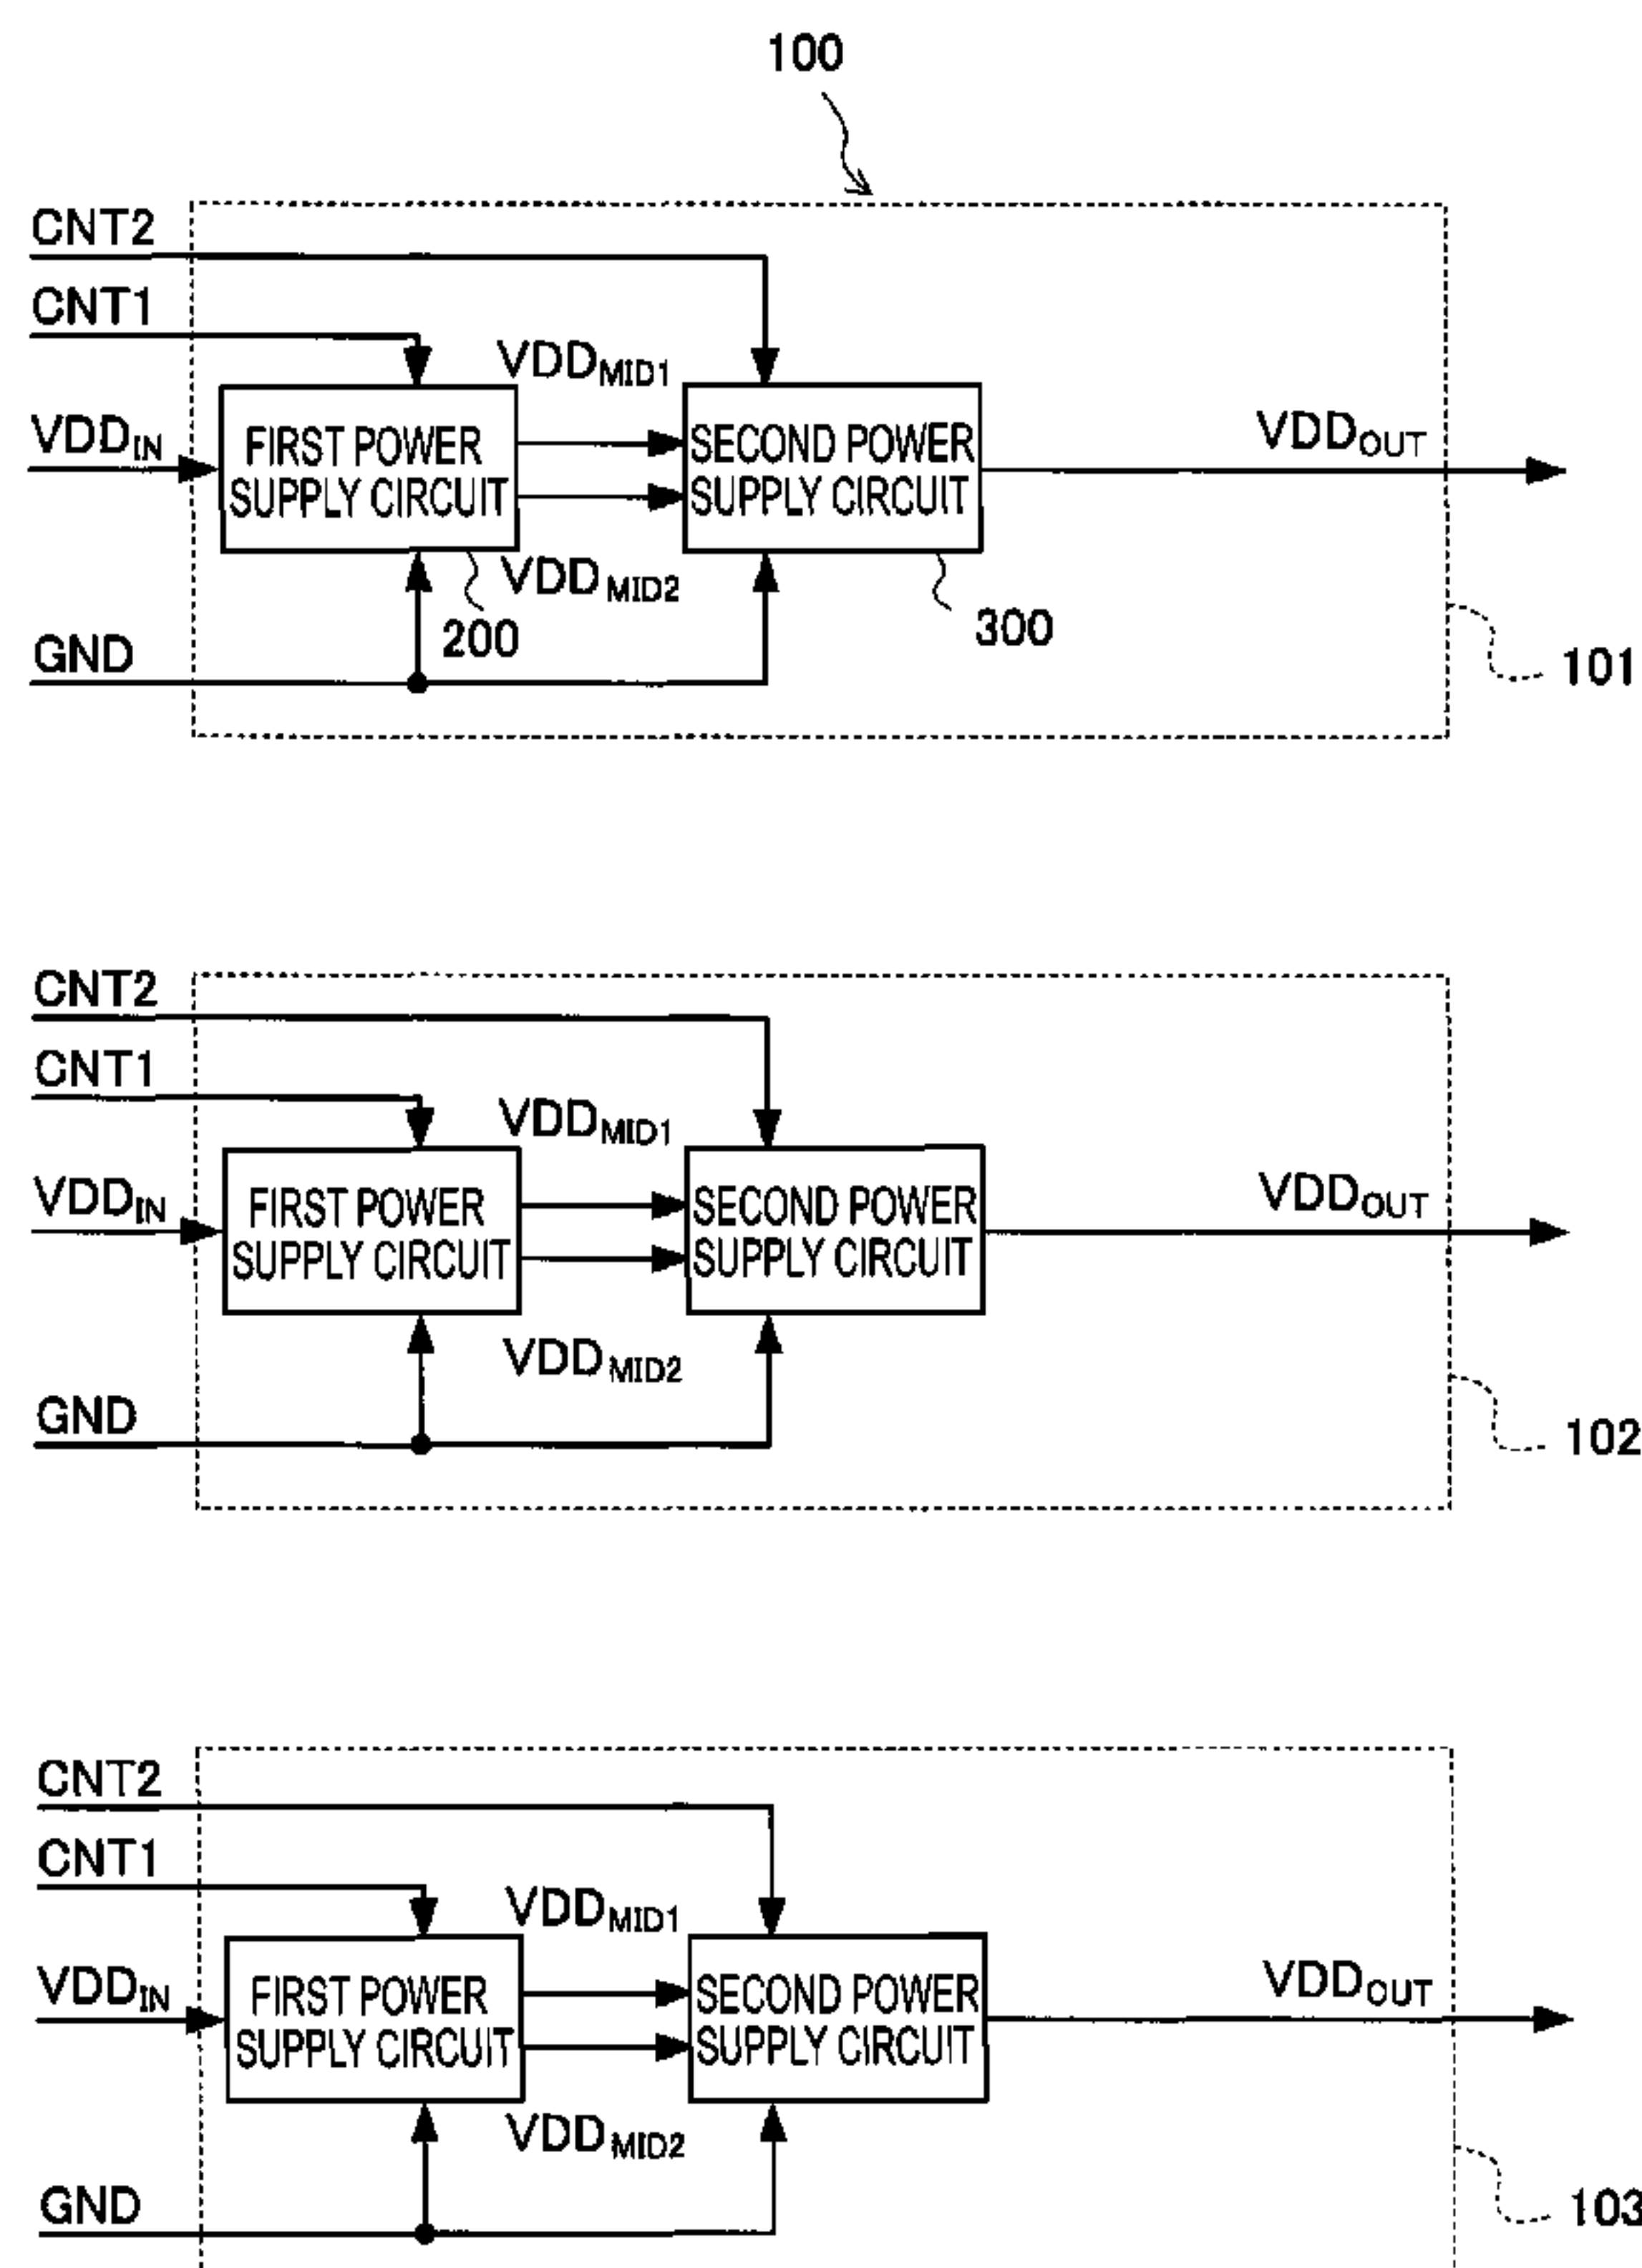 100
CNT2
CNT1
VDDMID1
VDDIN
FIRST POWER
SUPPLY CIRCUIT
SECOND POWER
SUPPLY CIRCUIT
VDDOUT
VDDMID2
200
300
GND
101
CNT2
CNT1
VDDMID1
VDDIN
FIRST POWER
SUPPLY CIRCUIT
SECOND POWER
SUPPLY CIRCUIT
VDDOUT
VDDMID2
GND
102
CNT2
CNT1
VDDMID1
VDDIN
FIRST POWER
SUPPLY CIRCUIT
SECOND POWER
SUPPLY CIRCUIT
VDDOUT
VDDMID2
GND
103